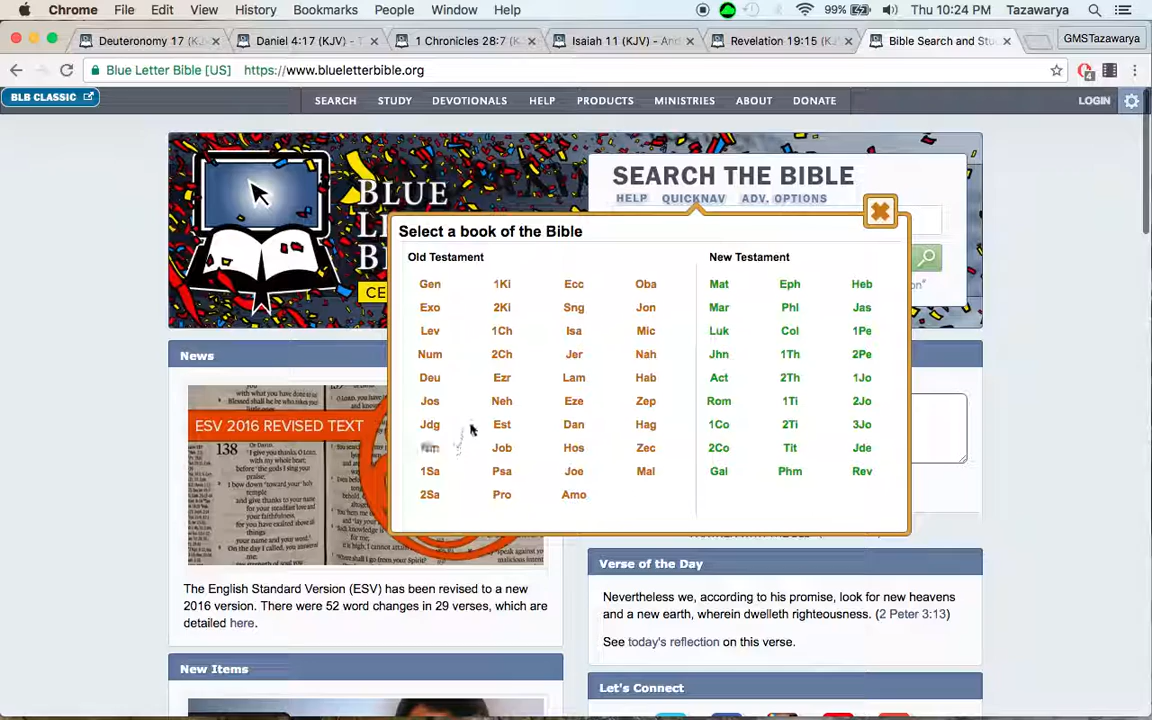 Chrome File Edit View History Bookmarks People Window Help 99% Thu 10:24 PM Tazawarya
Deuteronomy 17 (KJV) - Daniel 4:17 (KJV) - T 1 Chronicles 28:7 (KJV) Isaiah 11 (KJV) - And Revelation 19:15 (KJV) Bible Search and Stu GMSTazawarya
Blue Letter Bible [US] https://www.blueletterbible.org
BLB CLASSIC SEARCH STUDY DEVOTIONALS HELP PRODUCTS MINISTRIES ABOUT DONATE LOGIN
BLUE
SEARCH THE BIBLE
HELP QUICKNAV ADV. OPTIONS
Select a book of the Bible
Old Testament New Testament
Gen 1Ki Ecc Oba Mat Eph Heb
Exo 2Ki Sng Jon Mar Phl Jas
Lev 1Ch Isa Mic Luk Col 1Pe
Num 2Ch Jer Nah Jhn 1Th 2Pe
Deu Ezr Lam Hab Act 2Th 1Jo
Jos Neh Eze Zep Rom 1Ti 2Jo
Jdg Est Dan Hag 1Co 2Ti 3Jo
Job Hos Zec 2Co Tit Jde
1Sa Psa Joe Mal Gal Phm Rev
2Sa Pro Amo
News
ESV 2016 REVISED TEXT
138
The English Standard Version (ESV) has been revised to a new
2016 version. There were 52 word changes in 29 verses, which are
detailed here.
New Items
Verse of the Day
Nevertheless we, according to his promise, look for new heavens
and a new earth, wherein dwelleth righteousness. (2 Peter 3:13)
See today's reflection on this verse.
Let's Connect